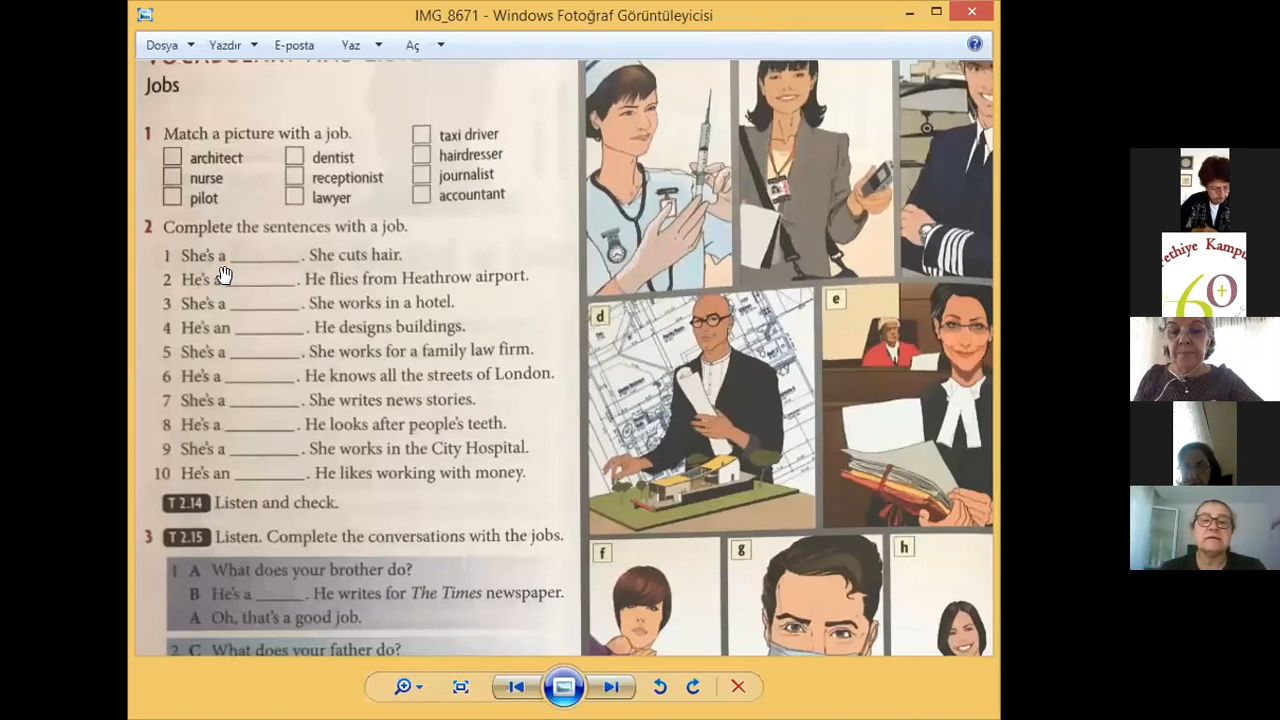 IMG_8671 - Windows Fotoğraf Görüntüleyicisi
Dosya Yazdır E-posta Yaz Aç
Jobs
1 Match a picture with a job.
architect dentist taxi driver
nurse receptionist hairdresser
pilot lawyer journalist
accountant
2 Complete the sentences with a job.
1 She's a ________ . She cuts hair.
2 He's a ________ . He flies from Heathrow airport.
3 She's a ________ . She works in a hotel.
4 He's an ________ . He designs buildings.
5 She's a ________ . She works for a family law firm.
6 He's a ________ . He knows all the streets of London.
7 She's a ________ . She writes news stories.
8 He's a ________ . He looks after people's teeth.
9 She's a ________ . She works in the City Hospital.
10 He's an ________ . He likes working with money.
T 2.14 Listen and check.
3 T 2.15 Listen. Complete the conversations with the jobs.
1 A What does your brother do?
B He's a _____ . He writes for The Times newspaper.
A Oh, that's a good job.
2 C What does your father do?
d
e
f
g
h
Fethiye Kampu
60+